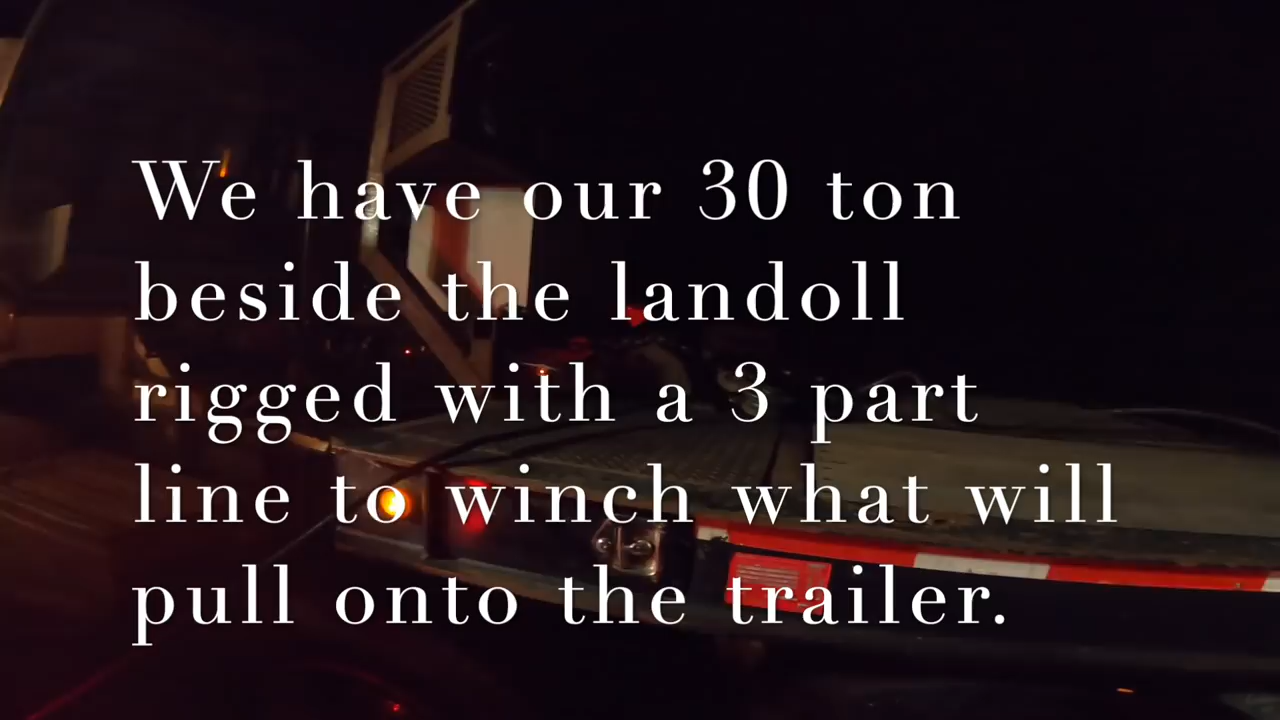 We have our 30 ton
beside the landoll
rigged with a 3 part
line to winch what will
pull onto the trailer.